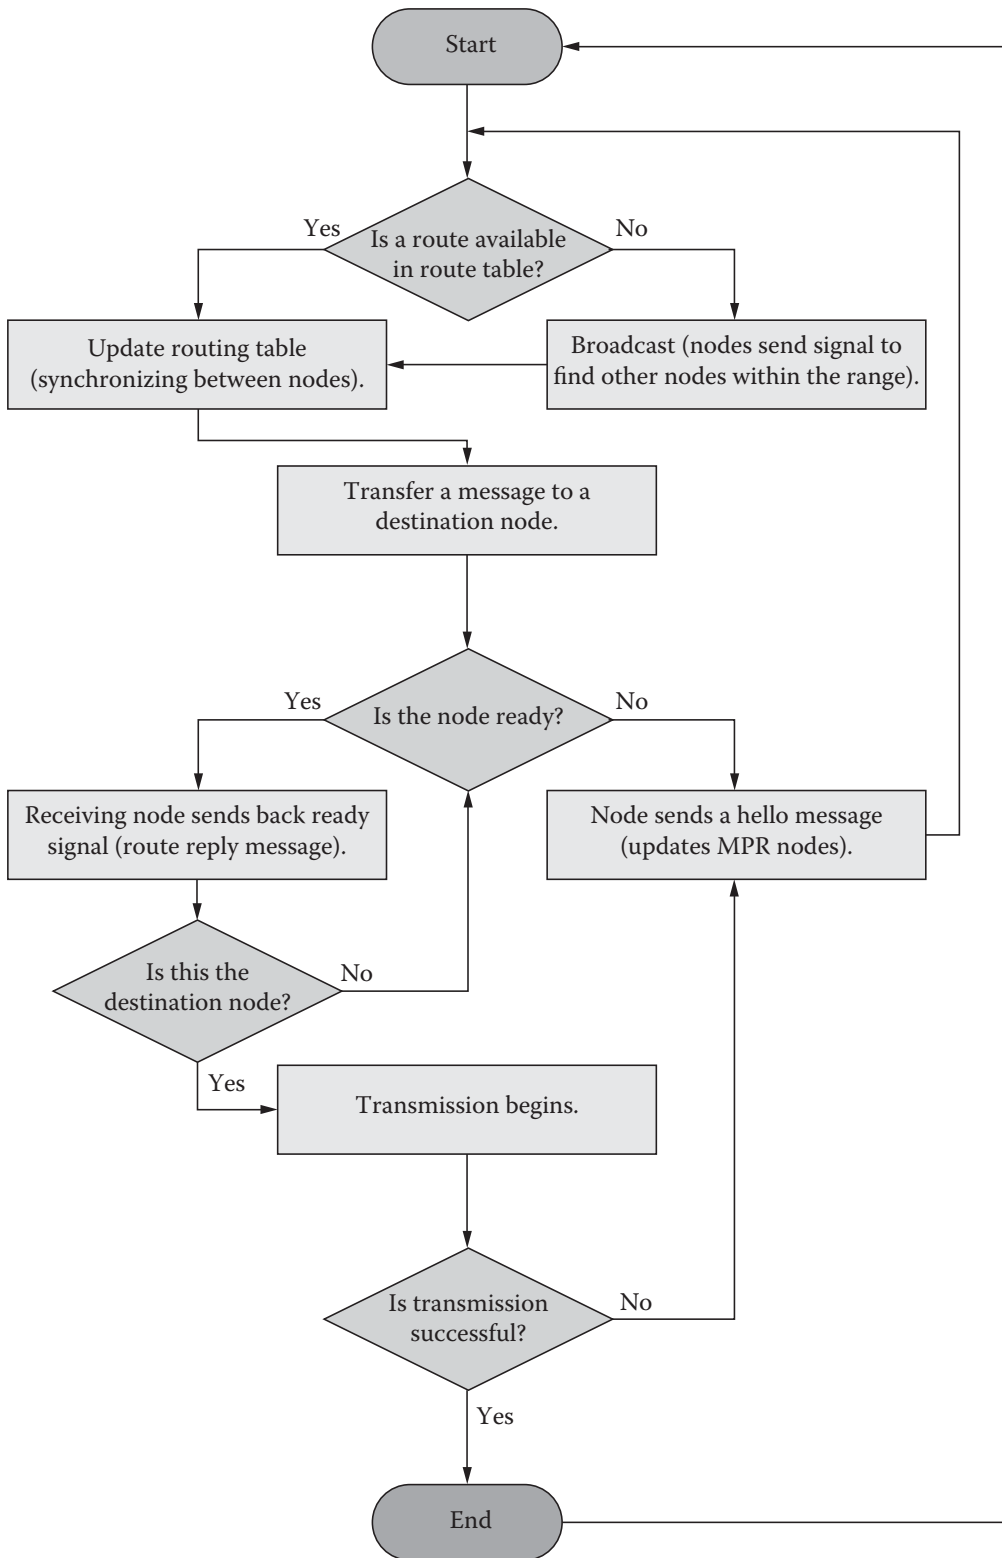 Start
Yes
No
Is a route available
in route table?
Update routing table
(synchronizing between nodes).
Broadcast (nodes send signal to
find other nodes within the range).
Transfer a message to a
destination node.
Yes
No
Is the node ready?
Receiving node sends back ready
signal (route reply message).
Node sends a hello message
(updates MPR nodes).
Is this the
destination node?
No
Yes
Transmission begins.
Is transmission
successful?
No
Yes
End